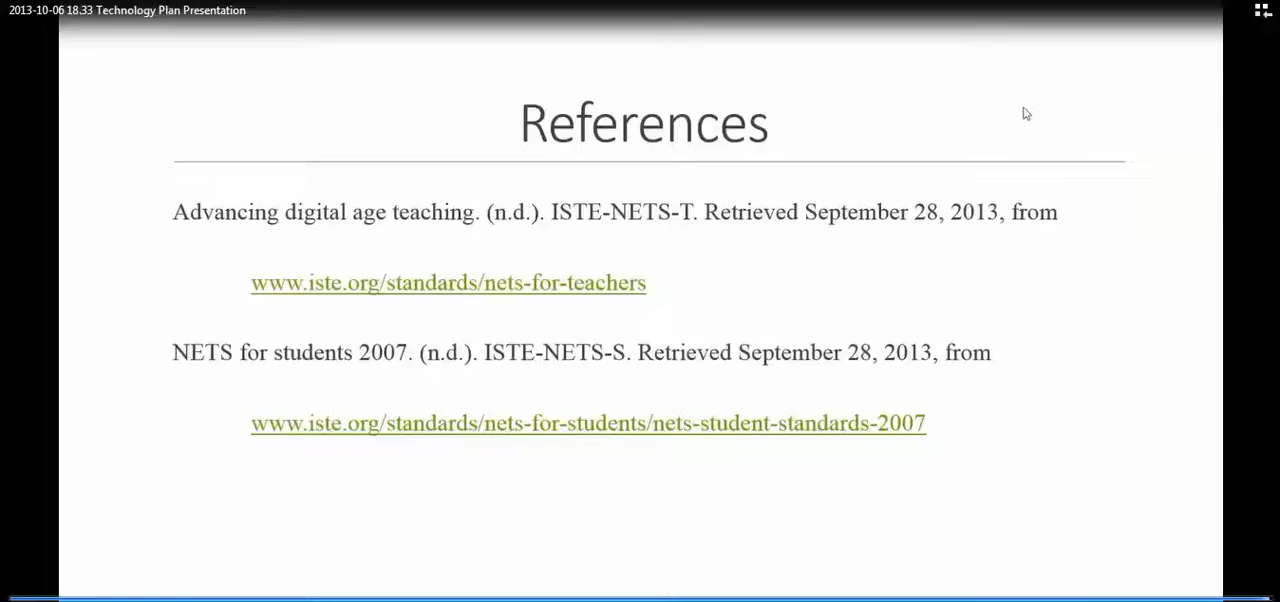 2013-10-06 18.33 Technology Plan Presentation
References
Advancing digital age teaching. (n.d.). ISTE-NETS-T. Retrieved September 28, 2013, from
www.iste.org/standards/nets-for-teachers
NETS for students 2007. (n.d.). ISTE-NETS-S. Retrieved September 28, 2013, from
www.iste.org/standards/nets-for-students/nets-student-standards-2007